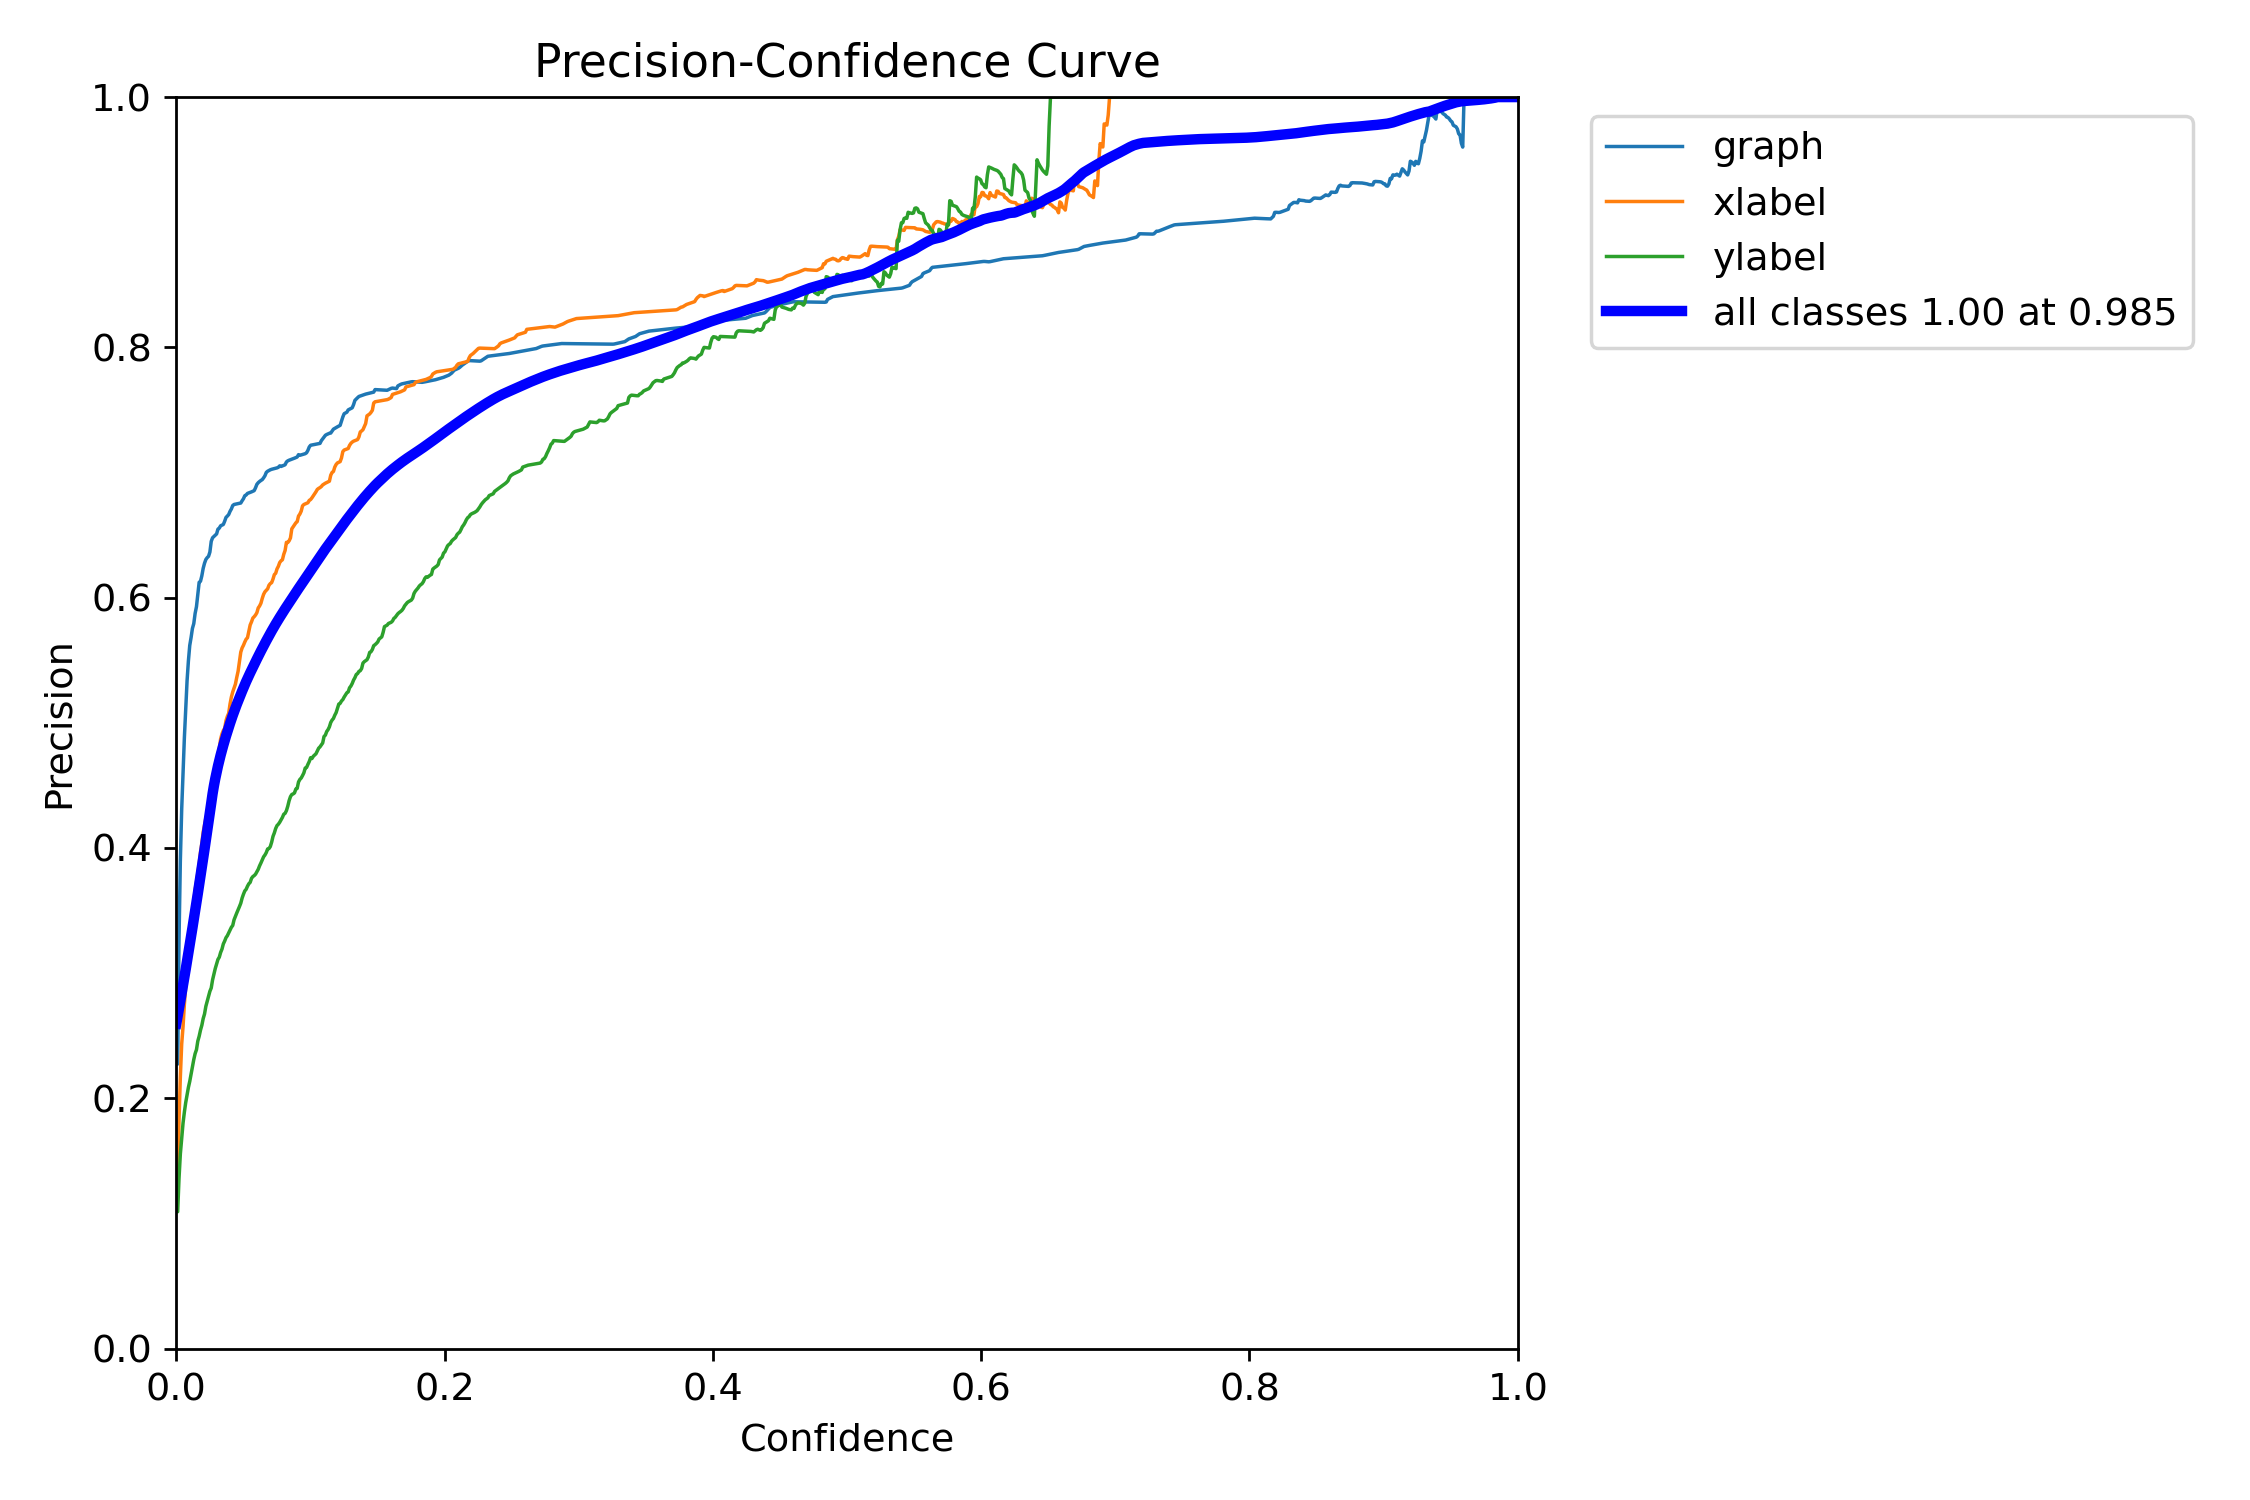 Precision-Confidence Curve
1.0
0.8
0.6
0.4
0.2
0.0
Precision
0.0 0.2 0.4 0.6 0.8 1.0
Confidence
graph
xlabel
ylabel
all classes 1.00 at 0.985